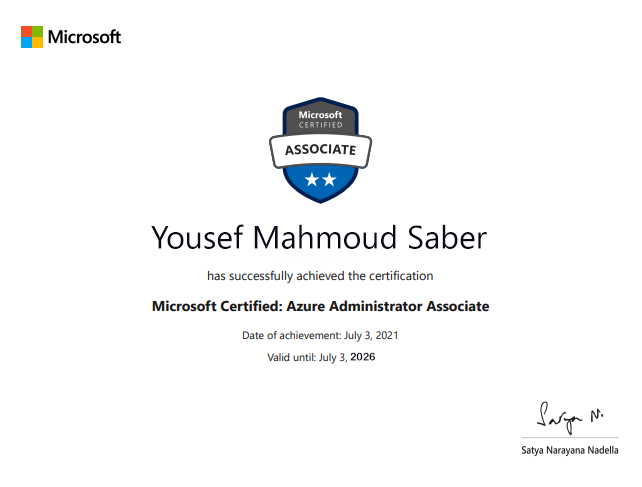 Microsoft
Microsoft
CERTIFIED
ASSOCIATE
Yousef Mahmoud Saber
has successfully achieved the certification
Microsoft Certified: Azure Administrator Associate
Date of achievement: July 3, 2021
Valid until: July 3, 2026
Satya N.
Satya Narayana Nadella